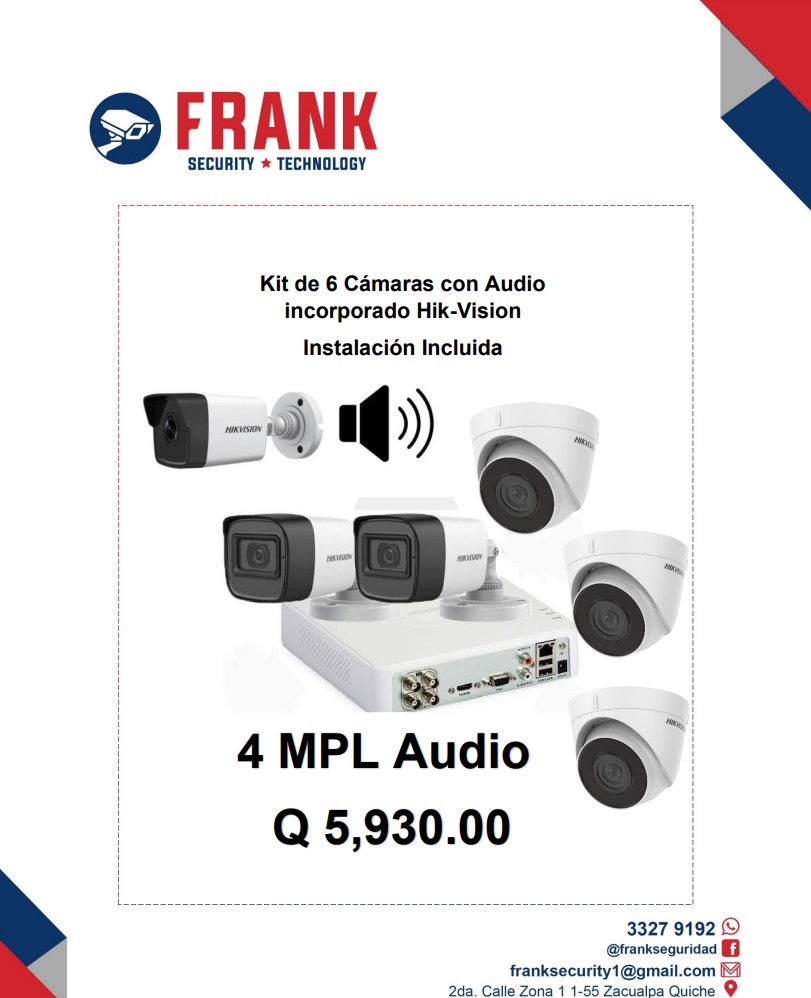 FRANK
SECURITY ★ TECHNOLOGY
Kit de 6 Cámaras con Audio
incorporado Hik-Vision
Instalación Incluida
HIKVISION
HIKVISION
HIKVISION
4 MPL Audio
Q 5,930.00
3327 9192
@frankseguridad
franksecurity1@gmail.com
2da. Calle Zona 1 1-55 Zacualpa Quiche